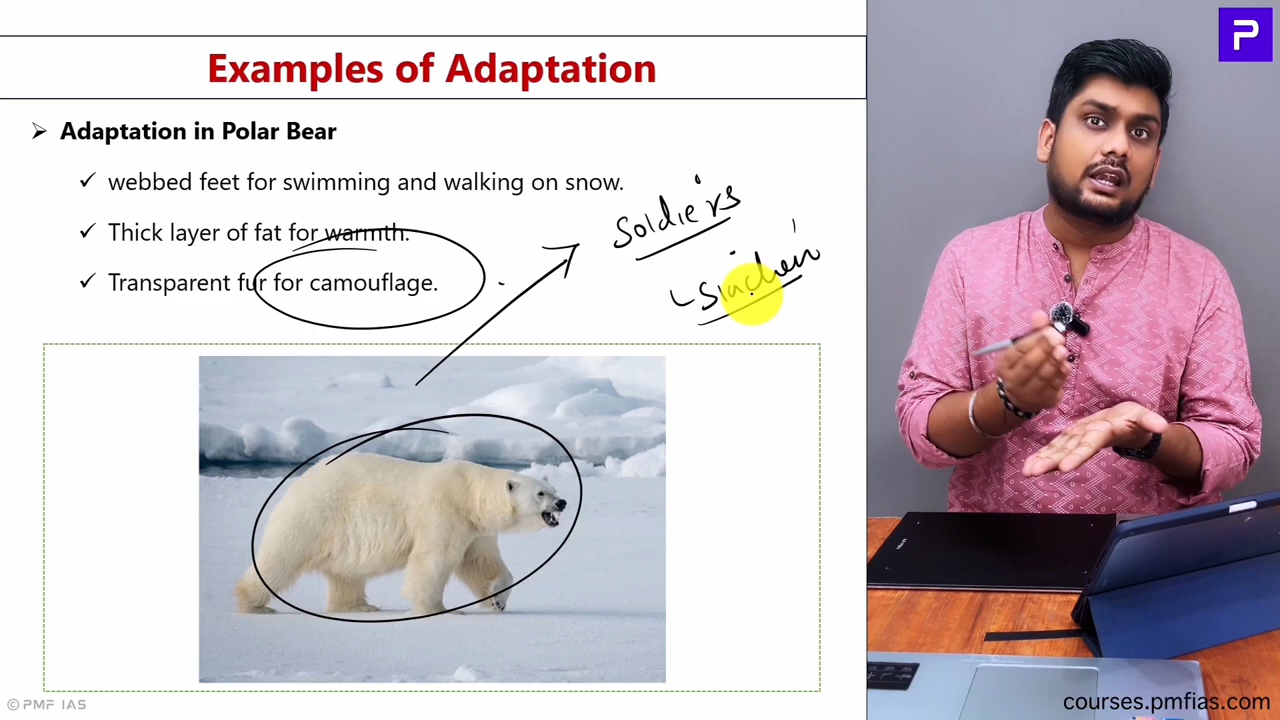 Examples of Adaptation
➢ Adaptation in Polar Bear
✓ webbed feet for swimming and walking on snow.
✓ Thick layer of fat for warmth.
✓ Transparent fur for camouflage.
Soldiers
Siachen
© PMF IAS
courses.pmfias.com
P